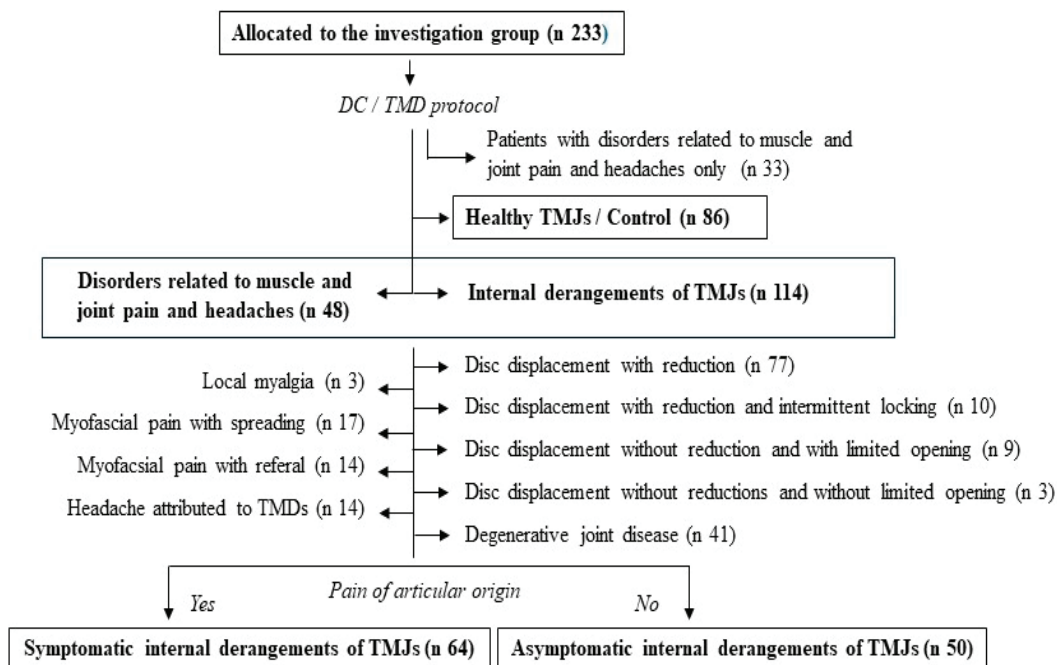 Allocated to the investigation group (n 233)
DC / TMD protocol
Patients with disorders related to muscle and
joint pain and headaches only (n 33)
Healthy TMJs / Control (n 86)
Disorders related to muscle and
joint pain and headaches (n 48)
Internal derangements of TMJs (n 114)
Local myalgia (n 3)
Myofascial pain with spreading (n 17)
Myofacsial pain with referal (n 14)
Headache attributed to TMDs (n 14)
Disc displacement with reduction (n 77)
Disc displacement with reduction and intermittent locking (n 10)
Disc displacement without reduction and with limited opening (n 9)
Disc displacement without reductions and without limited opening (n 3)
Degenerative joint disease (n 41)
Pain of articular origin
Yes
No
Symptomatic internal derangements of TMJs (n 64)
Asymptomatic internal derangements of TMJs (n 50)